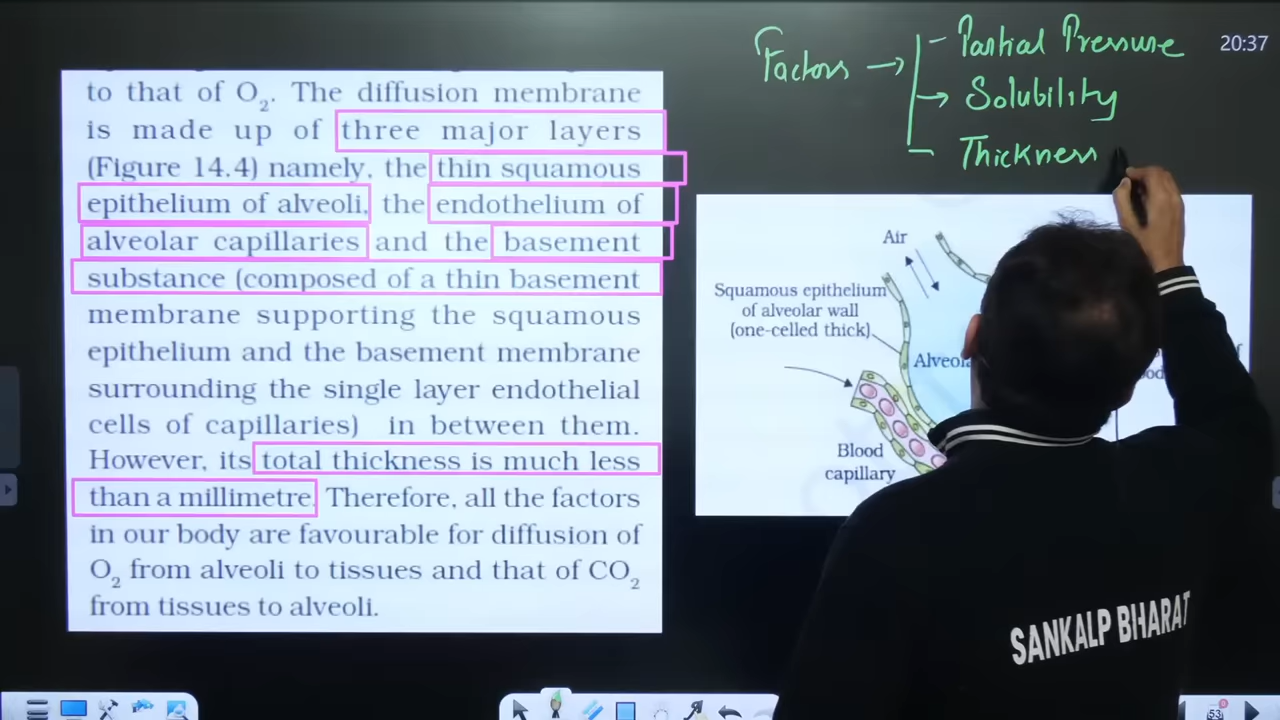 to that of O₂. The diffusion membrane
is made up of three major layers
(Figure 14.4) namely, the thin squamous
epithelium of alveoli, the endothelium of
alveolar capillaries and the basement
substance (composed of a thin basement
membrane supporting the squamous
epithelium and the basement membrane
surrounding the single layer endothelial
cells of capillaries) in between them.
However, its total thickness is much less
than a millimetre. Therefore, all the factors
in our body are favourable for diffusion of
O₂ from alveoli to tissues and that of CO₂
from tissues to alveoli.
Factors → - Partial Pressure
→ Solubility
- Thickness
20:37
Air
Squamous epithelium
of alveolar wall
(one-celled thick)
Blood
capillary
SANKALP BHARAT
53